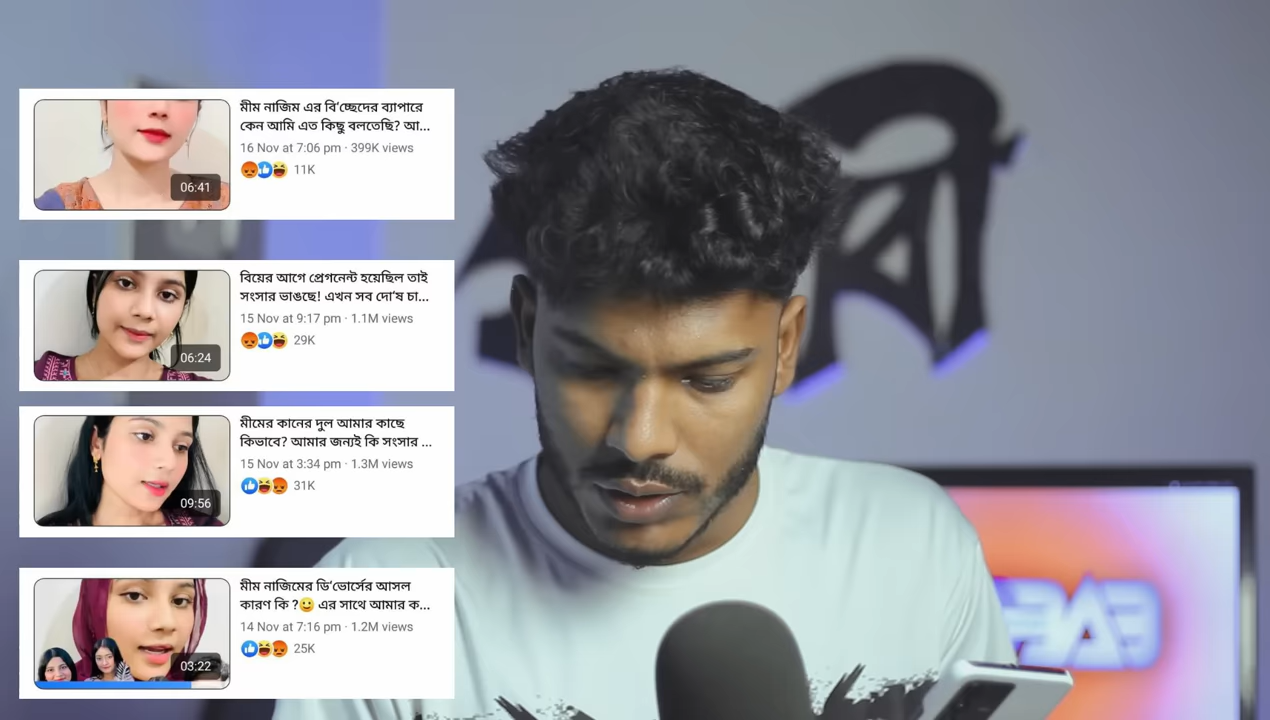 মীম নাজিম এর বি'চ্ছেদের ব্যাপারে
কেন আমি এত কিছু বলতেছি? আ...
16 Nov at 7:06 pm · 399K views
11K
06:41
বিয়ের আগে প্রেগনেন্ট হয়েছিল তাই
সংসার ভাঙছে! এখন সব দো'ষ চা...
15 Nov at 9:17 pm · 1.1M views
29K
06:24
মীমের কানের দুল আমার কাছে
কিভাবে? আমার জন্যই কি সংসার ...
15 Nov at 3:34 pm · 1.3M views
31K
09:56
মীম নাজিমের ডি'ভোর্সের আসল
কারণ কি ?🙂 এর সাথে আমার ক...
14 Nov at 7:16 pm · 1.2M views
25K
03:22